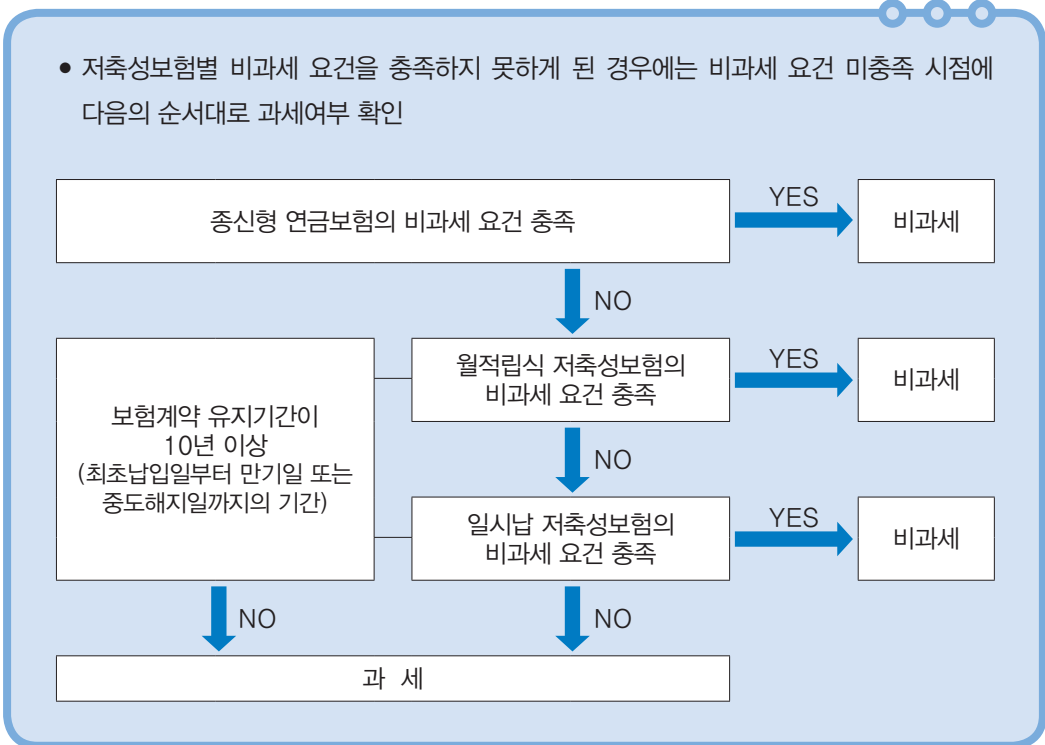 • 저축성보험별 비과세 요건을 충족하지 못하게 된 경우에는 비과세 요건 미충족 시점에
다음의 순서대로 과세여부 확인
종신형 연금보험의 비과세 요건 충족
YES
비과세
NO
보험계약 유지기간이
10년 이상
(최초납입일부터 만기일 또는
중도해지일까지의 기간)
월적립식 저축성보험의
비과세 요건 충족
YES
비과세
NO
일시납 저축성보험의
비과세 요건 충족
YES
비과세
NO
NO
과 세